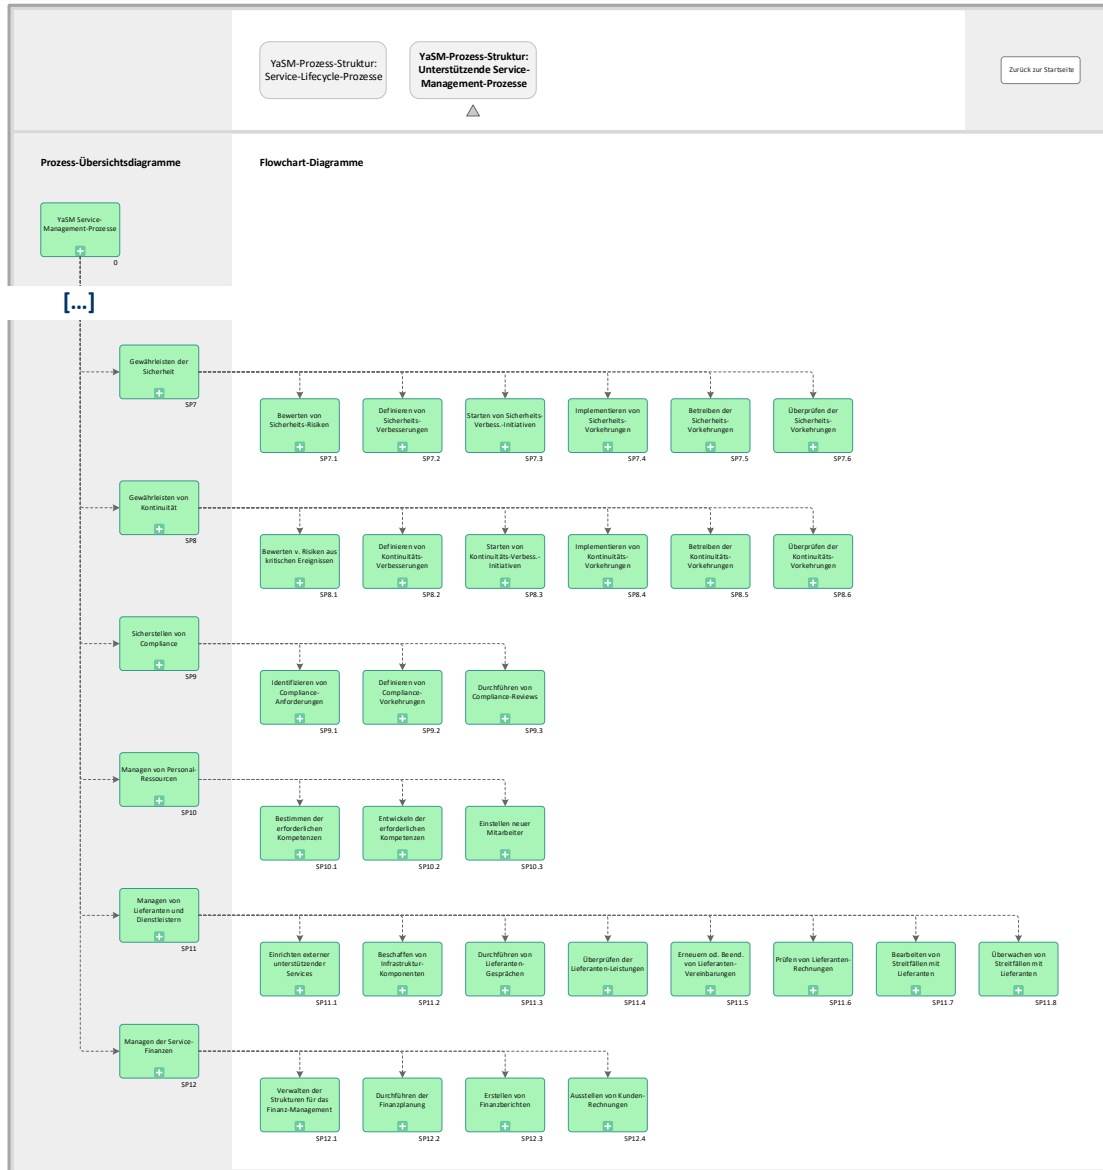 YaSM-Prozess-Struktur:
Service-Lifecycle-Prozesse
YaSM-Prozess-Struktur:
Unterstützende Service-
Management-Prozesse
Zurück zur Startseite
Prozess-Übersichtsdiagramme
Flowchart-Diagramme
YaSM Service-
Management-Prozesse
0
[...]
Gewährleisten der
Sicherheit
SP7
Bewerten von
Sicherheits-Risiken
SP7.1
Definieren von
Sicherheits-
Verbesserungen
SP7.2
Starten von Sicherheits-
Verbess.-Initiativen
SP7.3
Implementieren von
Sicherheits-
Vorkehrungen
SP7.4
Betreiben der
Sicherheits-
Vorkehrungen
SP7.5
Überprüfen der
Sicherheits-
Vorkehrungen
SP7.6
Gewährleisten von
Kontinuität
SP8
Bewerten v. Risiken aus
kritischen Ereignissen
SP8.1
Definieren von
Kontinuitäts-
Verbesserungen
SP8.2
Starten von
Kontinuitäts-Verbess.-
Initiativen
SP8.3
Implementieren von
Kontinuitäts-
Vorkehrungen
SP8.4
Betreiben der
Kontinuitäts-
Vorkehrungen
SP8.5
Überprüfen der
Kontinuitäts-
Vorkehrungen
SP8.6
Sicherstellen von
Compliance
SP9
Identifizieren von
Compliance-
Anforderungen
SP9.1
Definieren von
Compliance-
Vorkehrungen
SP9.2
Durchführen von
Compliance-Reviews
SP9.3
Managen von Personal-
Ressourcen
SP10
Bestimmen der
erforderlichen
Kompetenzen
SP10.1
Entwickeln der
erforderlichen
Kompetenzen
SP10.2
Einstellen neuer
Mitarbeiter
SP10.3
Managen von
Lieferanten und
Dienstleistern
SP11
Einrichten externer
unterstützender
Services
SP11.1
Beschaffen von
Infrastruktur-
Komponenten
SP11.2
Durchführen von
Lieferanten-
Gesprächen
SP11.3
Überprüfen der
Lieferanten-Leistungen
SP11.4
Erneuern od. Beend.
von Lieferanten-
Vereinbarungen
SP11.5
Prüfen von Lieferanten-
Rechnungen
SP11.6
Bearbeiten von
Streitfällen mit
Lieferanten
SP11.7
Überwachen von
Streitfällen mit
Lieferanten
SP11.8
Managen der Service-
Finanzen
SP12
Verwalten der
Strukturen für das
Finanz-Management
SP12.1
Durchführen der
Finanzplanung
SP12.2
Erstellen von
Finanzberichten
SP12.3
Ausstellen von Kunden-
Rechnungen
SP12.4